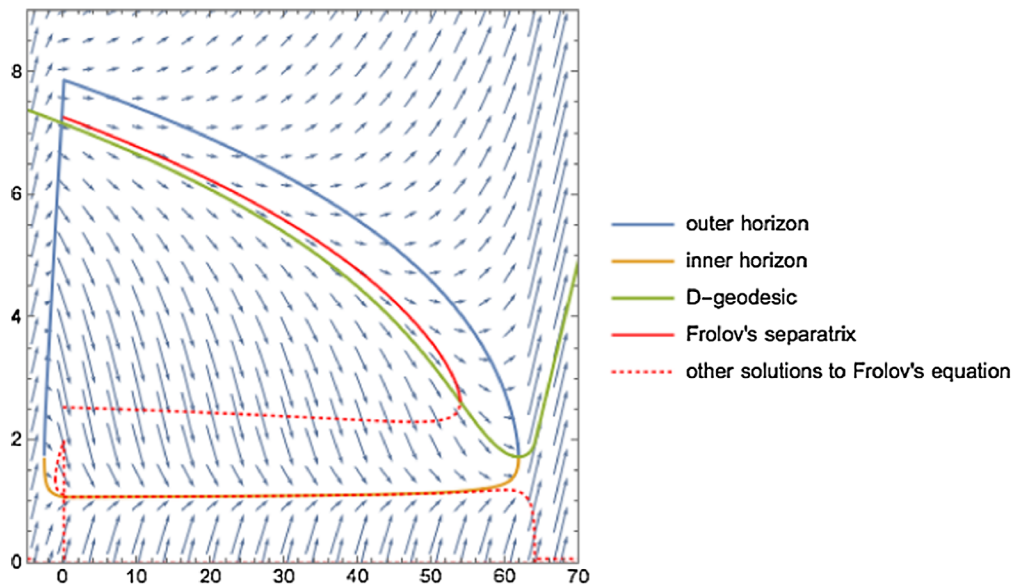 8
6
4
2
0
0 10 20 30 40 50 60 70
outer horizon
inner horizon
D-geodesic
Frolov's separatrix
other solutions to Frolov's equation